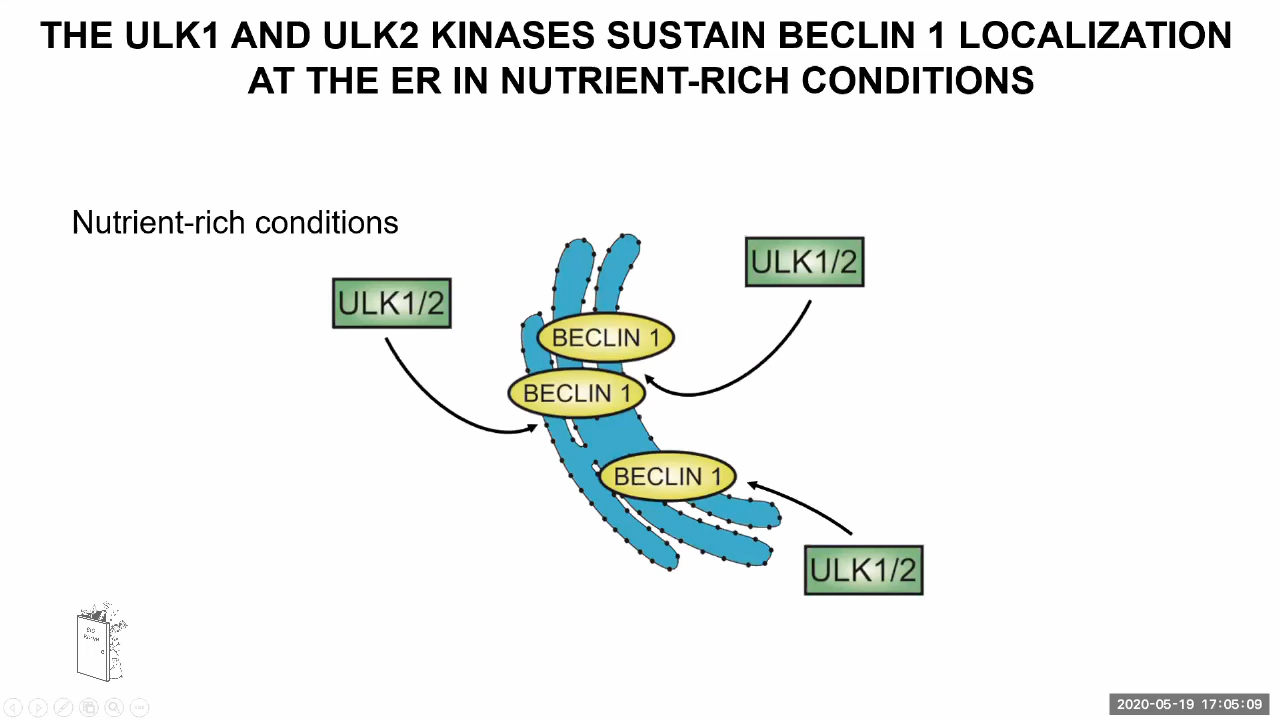 THE ULK1 AND ULK2 KINASES SUSTAIN BECLIN 1 LOCALIZATION
AT THE ER IN NUTRIENT-RICH CONDITIONS
Nutrient-rich conditions
ULK1/2
ULK1/2
BECLIN 1
BECLIN 1
BECLIN 1
ULK1/2
2020-05-19 17:05:09